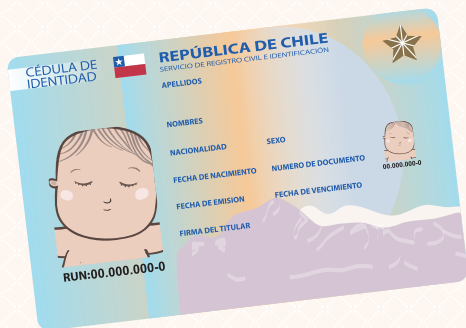 CÉDULA DE
IDENTIDAD
REPÚBLICA DE CHILE
SERVICIO DE REGISTRO CIVIL E IDENTIFICACIÓN
APELLIDOS
NOMBRES
NACIONALIDAD
SEXO
FECHA DE NACIMIENTO
NUMERO DE DOCUMENTO
FECHA DE EMISION
FECHA DE VENCIMIENTO
FIRMA DEL TITULAR
00.000.000-0
RUN:00.000.000-0